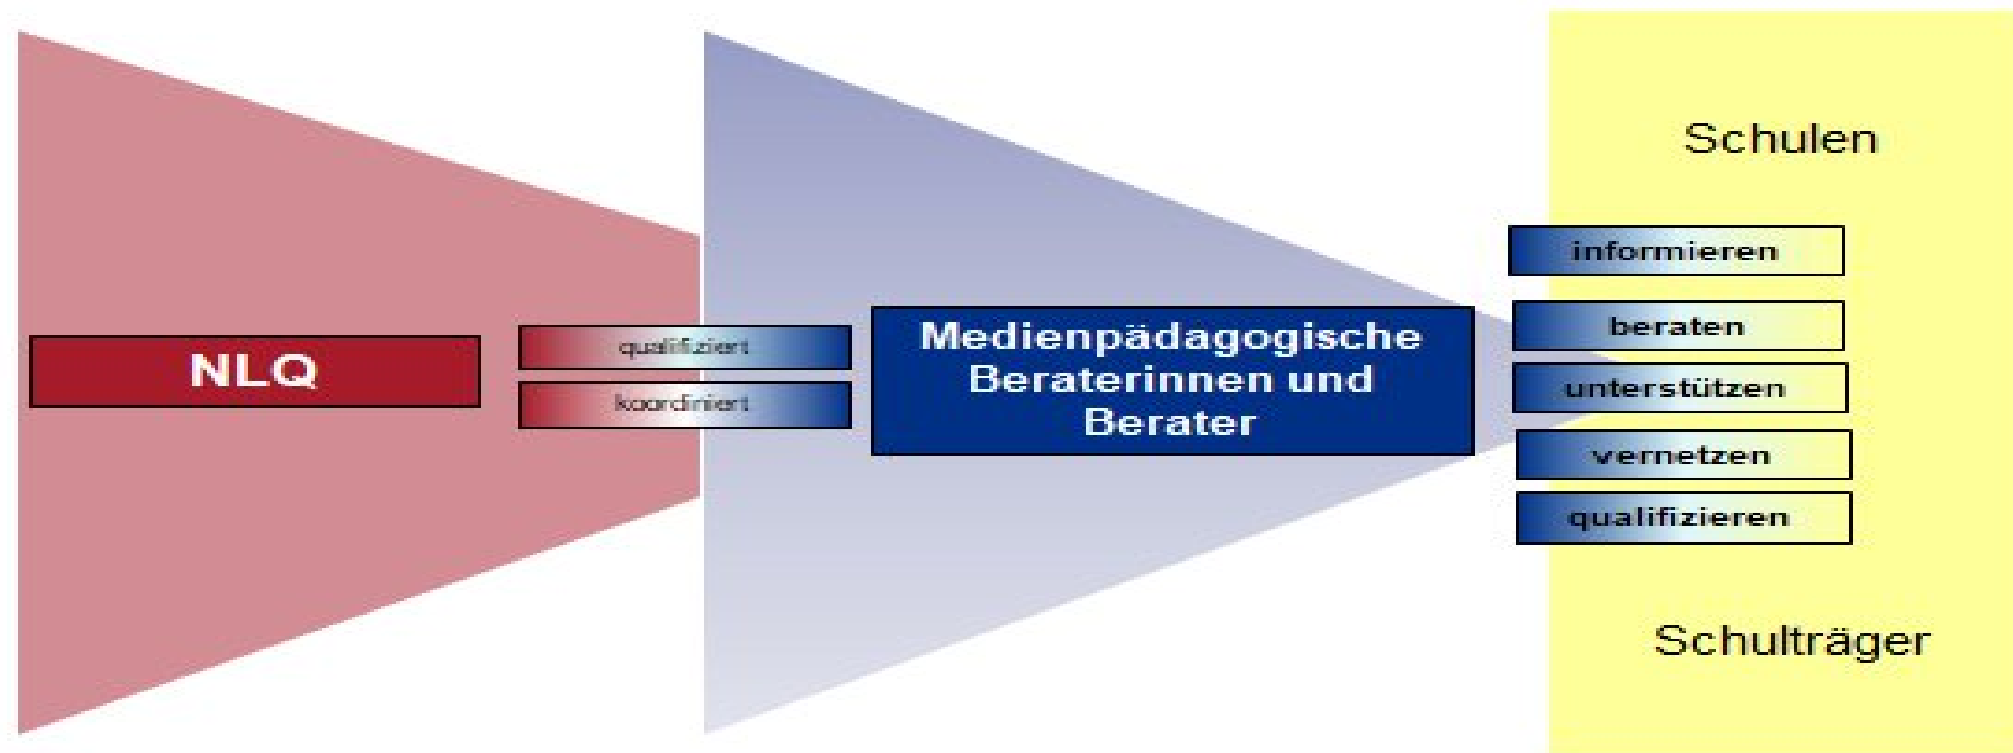 NLQ
qualifiziert
koordiniert
Medienpädagogische
Beraterinnen und
Berater
Schulen
informieren
beraten
unterstützen
vernetzen
qualifizieren
Schulträger